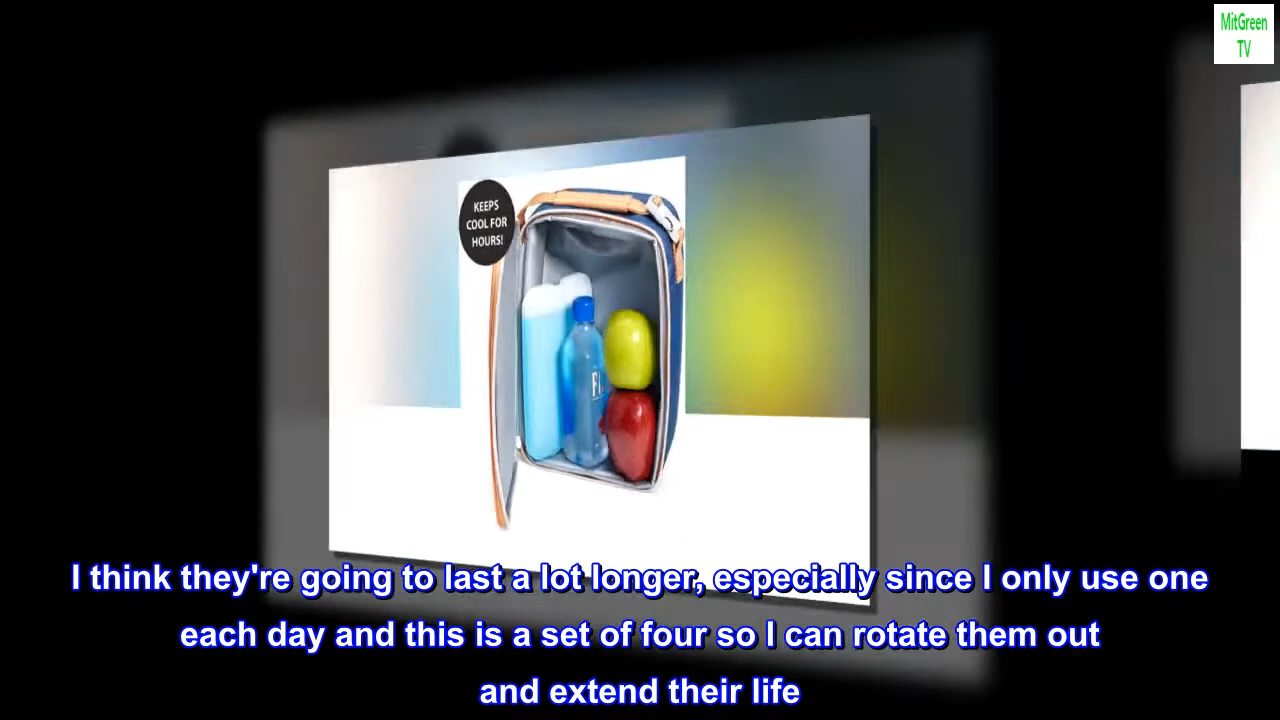 MitGreen
TV
KEEPS
COOL FOR
HOURS!
I think they're going to last a lot longer, especially since I only use one
each day and this is a set of four so I can rotate them out
and extend their life